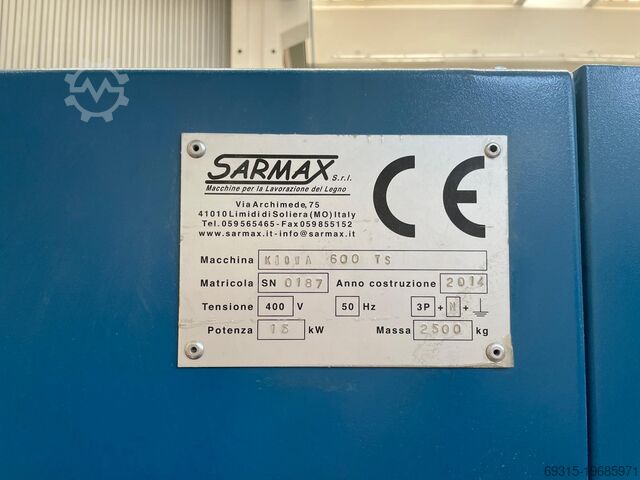 SARMAX S.r.l.
Macchine per la Lavorazione del Legno
Via Archimede, 75
41010 Limidi di Soliera (MO) Italy
Tel. 059565465 - Fax 059855152
www.sarmax.it - info@sarmax.it
CE
Macchina KIOWA 600 TS
Matricola SN 0187 Anno costruzione 2014
Tensione 400 V 50 Hz 3P + N +
Potenza 15 kW Massa 2500 kg
69315-19685971